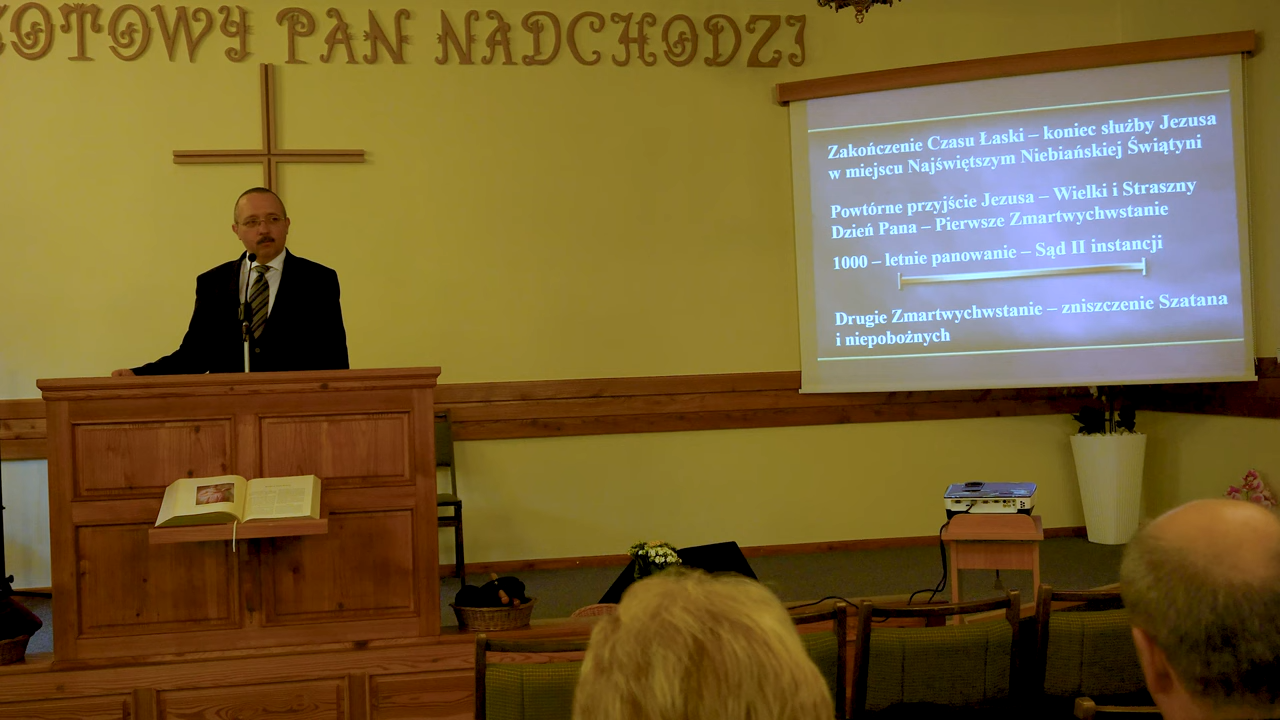 GOTOWY PAN NADCHODZI
Zakończenie Czasu Łaski – koniec służby Jezusa
w miejscu Najświętszym Niebiańskiej Świątyni
Powtórne przyjście Jezusa – Wielki i Straszny
Dzień Pana – Pierwsze Zmartwychwstanie
1000 – letnie panowanie – Sąd II instancji
Drugie Zmartwychwstanie – zniszczenie Szatana
i niepobożnych